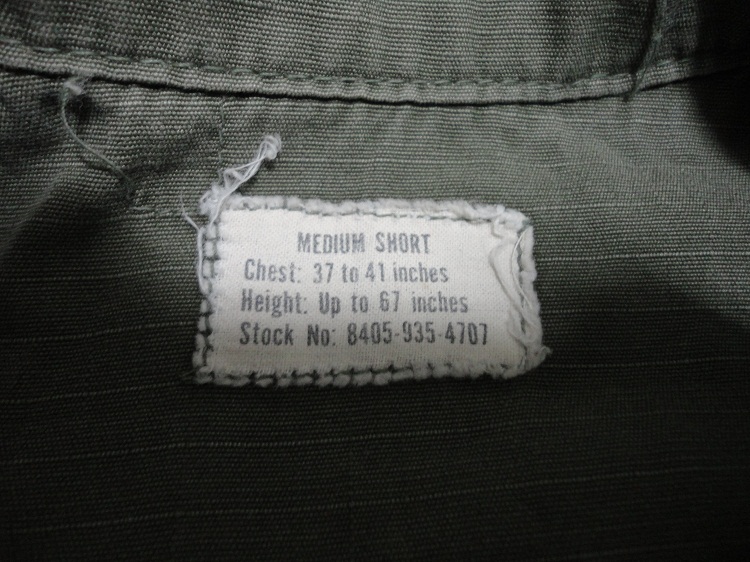 MEDIUM SHORT
Chest: 37 to 41 inches
Height: Up to 67 inches
Stock No: 8405-935-4707